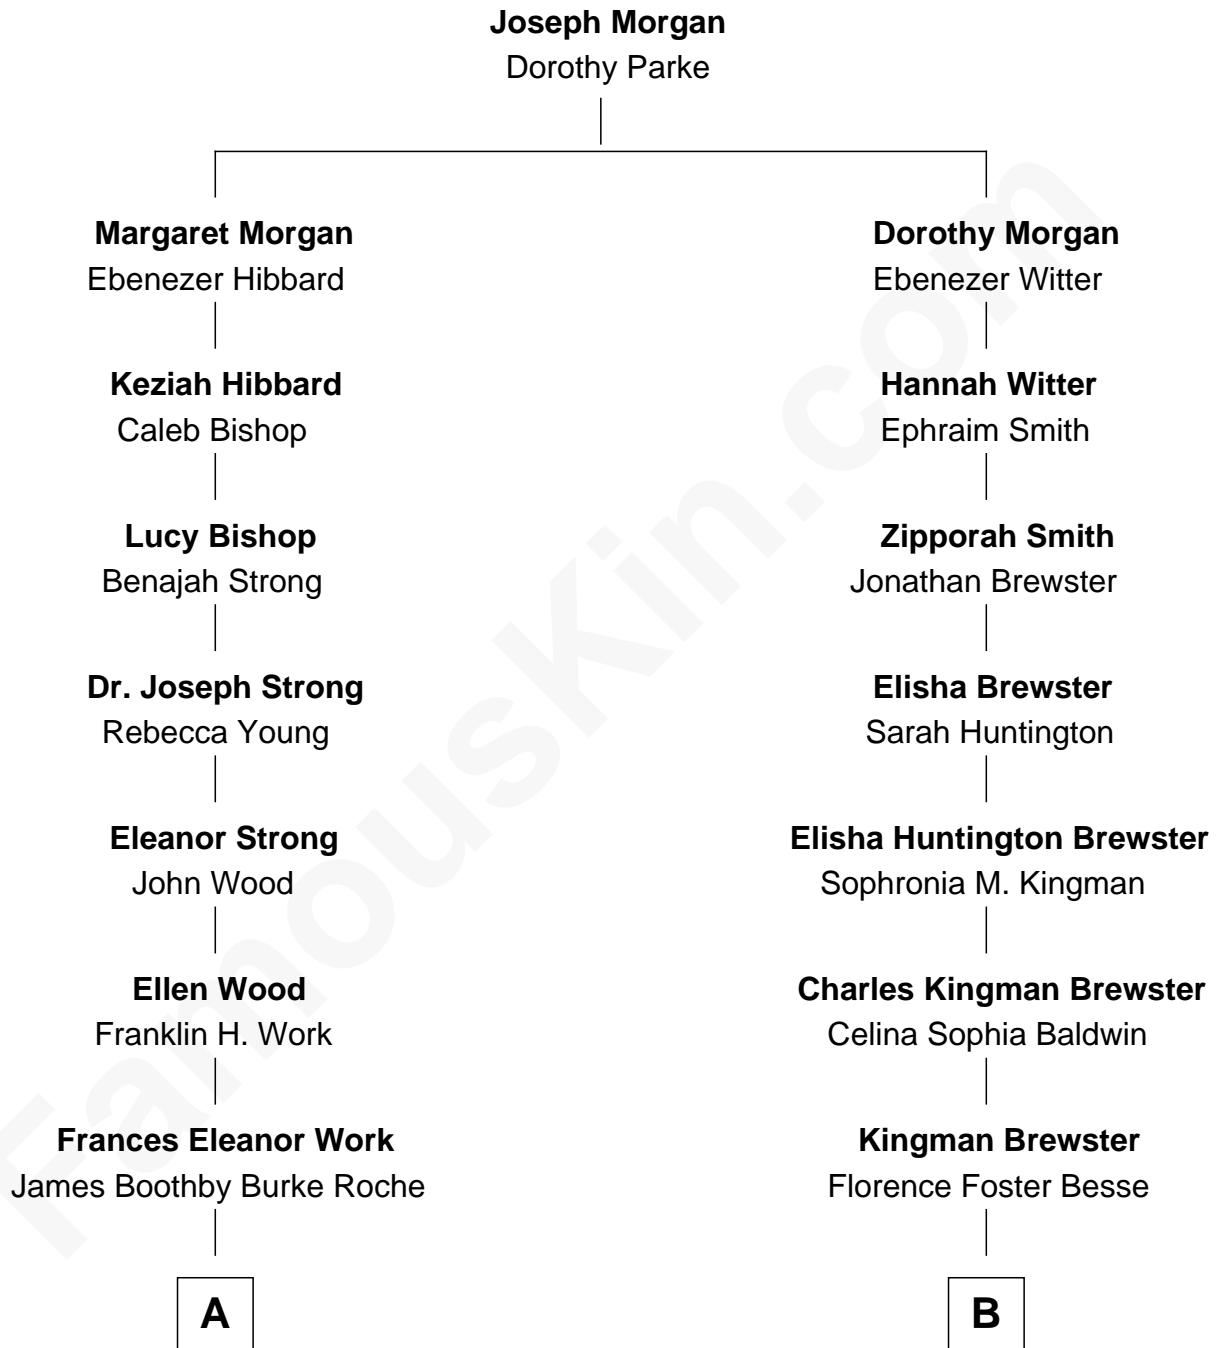 Joseph Morgan
Dorothy Parke
Margaret Morgan
Ebenezer Hibbard
Dorothy Morgan
Ebenezer Witter
Keziah Hibbard
Caleb Bishop
Hannah Witter
Ephraim Smith
Lucy Bishop
Benajah Strong
Zipporah Smith
Jonathan Brewster
Dr. Joseph Strong
Rebecca Young
Elisha Brewster
Sarah Huntington
Eleanor Strong
John Wood
Elisha Huntington Brewster
Sophronia M. Kingman
Ellen Wood
Franklin H. Work
Charles Kingman Brewster
Celina Sophia Baldwin
Frances Eleanor Work
James Boothby Burke Roche
Kingman Brewster
Florence Foster Besse
A
B
FamousKin.com